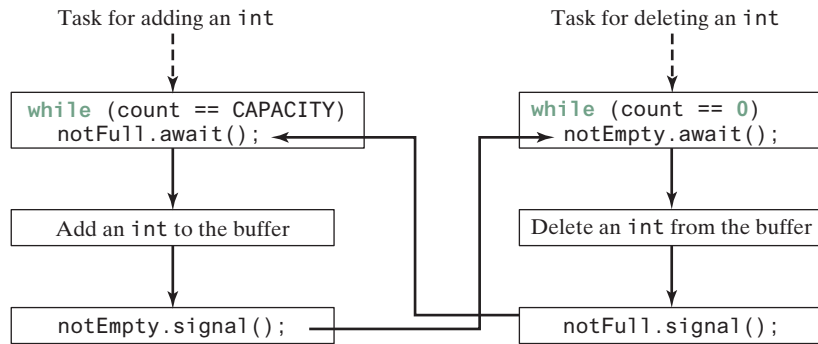 Task for adding an int
while (count == CAPACITY)
notFull.await();
Add an int to the buffer
notEmpty.signal();
Task for deleting an int
while (count == 0)
notEmpty.await();
Delete an int from the buffer
notFull.signal();